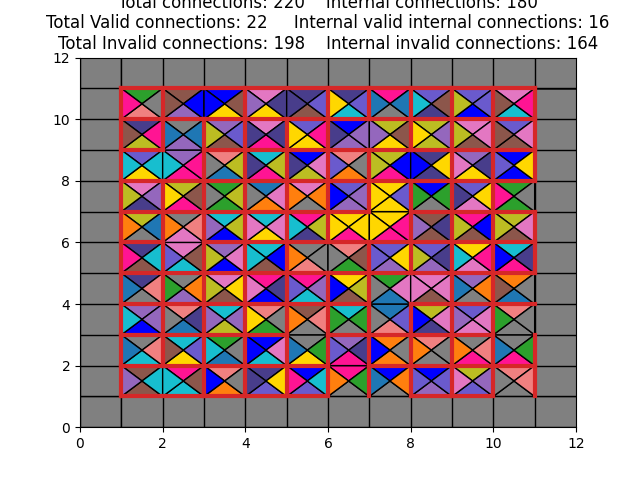 Total connections: 220    Internal connections: 180
Total Valid connections: 22    Internal valid internal connections: 16
Total Invalid connections: 198    Internal invalid connections: 164
12
10
8
6
4
2
0
0 2 4 6 8 10 12